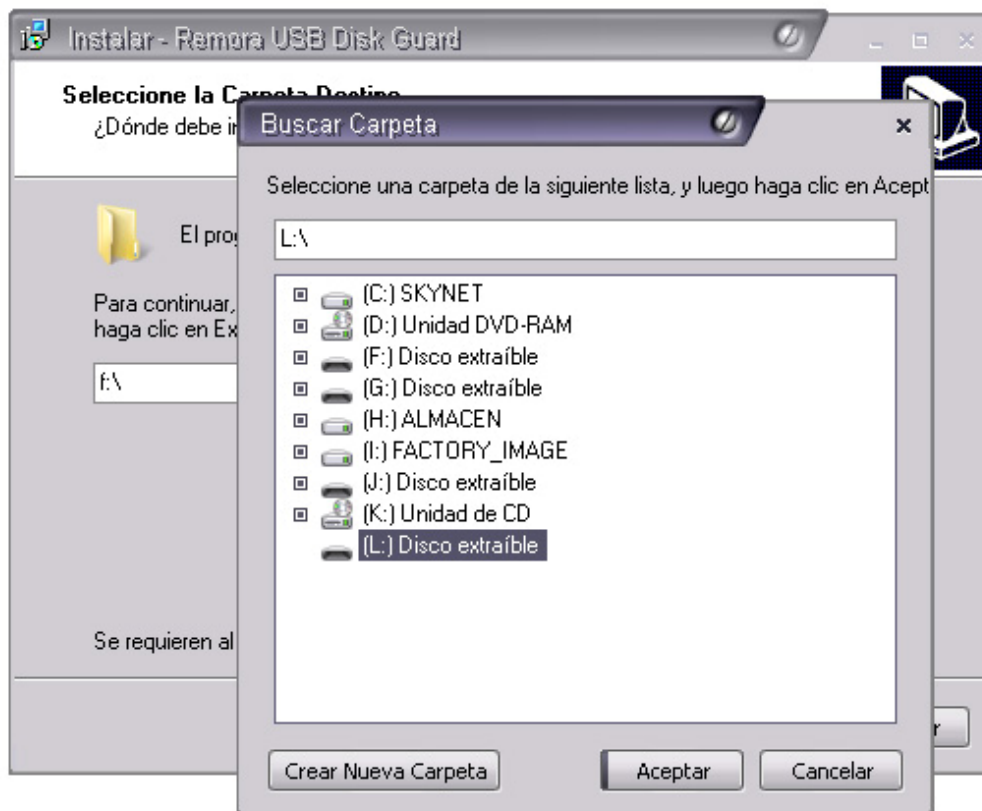 Instalar - Remora USB Disk Guard
Seleccione la Carpeta Destino
¿Dónde debe
El
Para continuar,
haga clic en
f:\
Se requieren al
Buscar Carpeta
Seleccione una carpeta de la siguiente lista, y luego haga clic en Acept
L:\
(C:) SKYNET
(D:) Unidad DVD-RAM
(F:) Disco extraíble
(G:) Disco extraíble
(H:) ALMACEN
(I:) FACTORY_IMAGE
(J:) Disco extraíble
(K:) Unidad de CD
(L:) Disco extraíble
Crear Nueva Carpeta
Aceptar
Cancelar